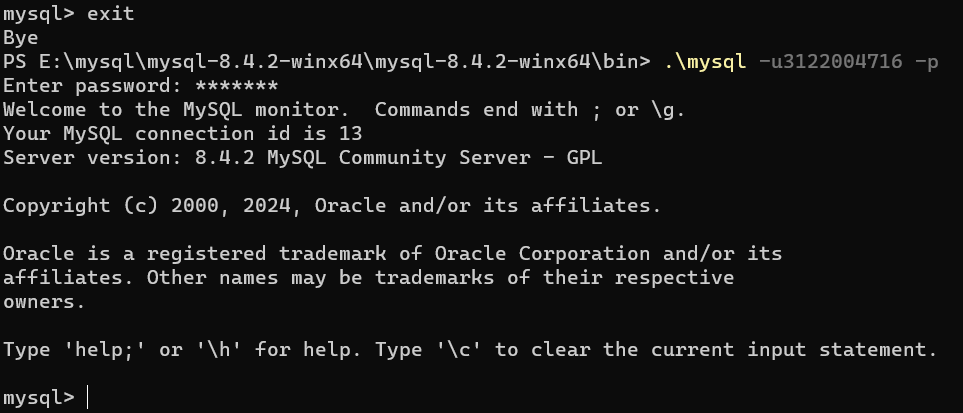 mysql> exit
Bye
PS E:\mysql\mysql-8.4.2-winx64\mysql-8.4.2-winx64\bin> .\mysql -u3122004716 -p
Enter password: *******
Welcome to the MySQL monitor.  Commands end with ; or \g.
Your MySQL connection id is 13
Server version: 8.4.2 MySQL Community Server - GPL

Copyright (c) 2000, 2024, Oracle and/or its affiliates.

Oracle is a registered trademark of Oracle Corporation and/or its
affiliates. Other names may be trademarks of their respective
owners.

Type 'help;' or '\h' for help. Type '\c' to clear the current input statement.

mysql>